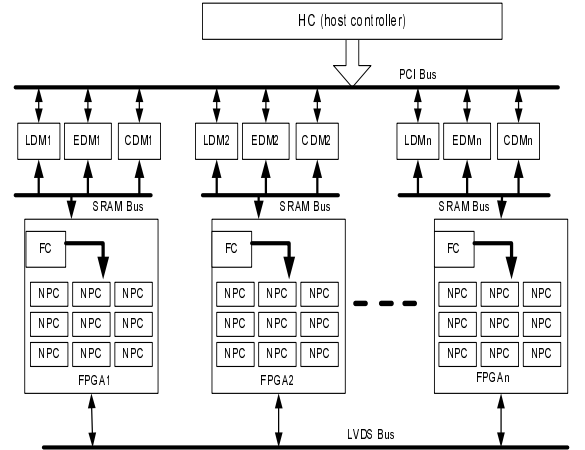 HC (host controller)
PCI Bus
LDM1 EDM1 CDM1 LDM2 EDM2 CDM2 LDMn EDMn CDMn
SRAM Bus SRAM Bus SRAM Bus
FC FC FC
NPC NPC NPC NPC NPC NPC NPC NPC NPC
NPC NPC NPC NPC NPC NPC NPC NPC NPC
NPC NPC NPC NPC NPC NPC NPC NPC NPC
FPGA1 FPGA2 FPGAn
LVDS Bus